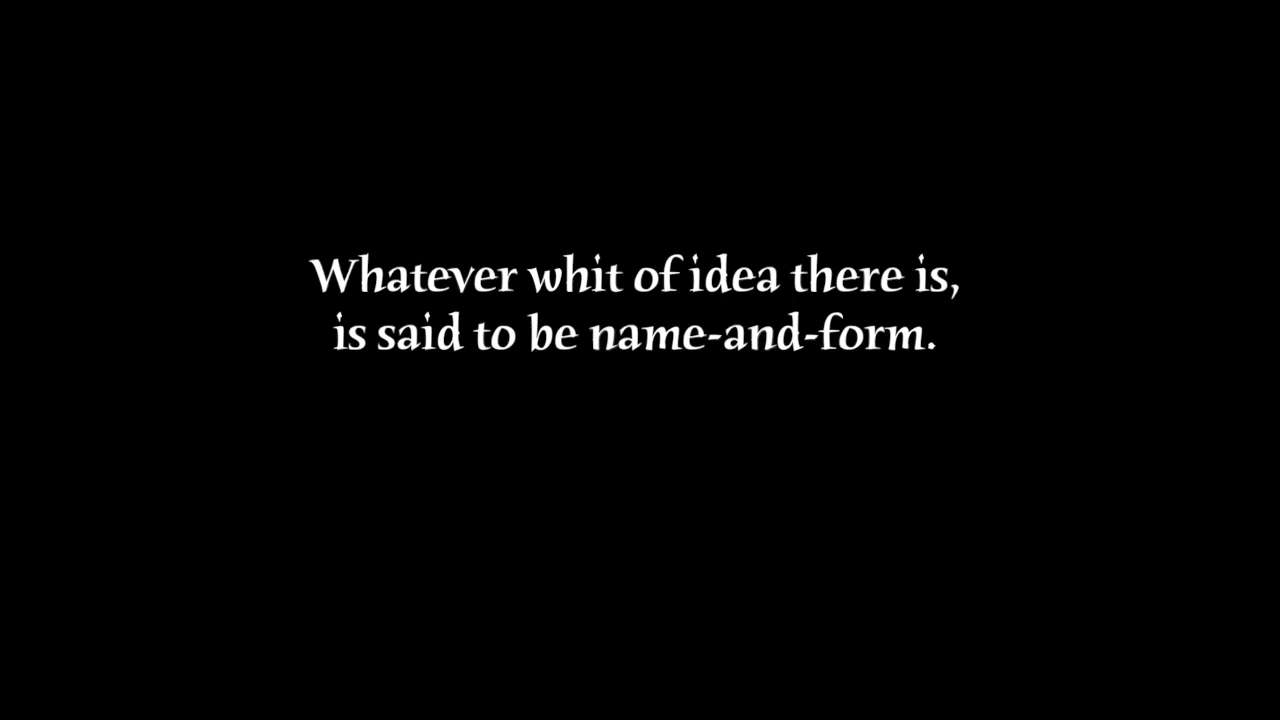 Whatever whit of idea there is,
is said to be name-and-form.